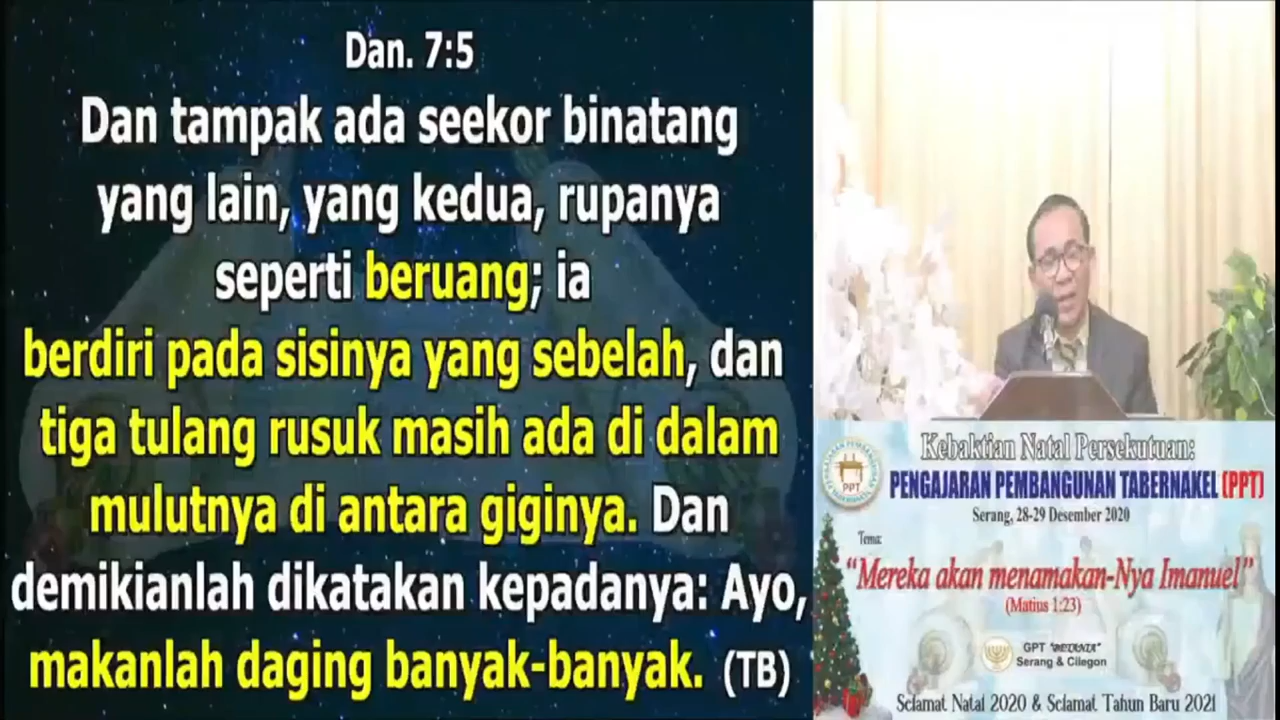 Dan. 7:5
Dan tampak ada seekor binatang
yang lain, yang kedua, rupanya
seperti beruang; ia
berdiri pada sisinya yang sebelah, dan
tiga tulang rusuk masih ada di dalam
mulutnya di antara giginya. Dan
demikianlah dikatakan kepadanya: Ayo,
makanlah daging banyak-banyak. (TB)
Kebaktian Natal Persekutuan:
PPT
PENGAJARAN PEMBANGUNAN TABERNAKEL (PPT)
Serang, 28-29 Desember 2020
Tema:
“Mereka akan menamakan-Nya Imanuel”
(Matius 1:23)
GPT
Serang & Cilegon
Selamat Natal 2020 & Selamat Tahun Baru 2021